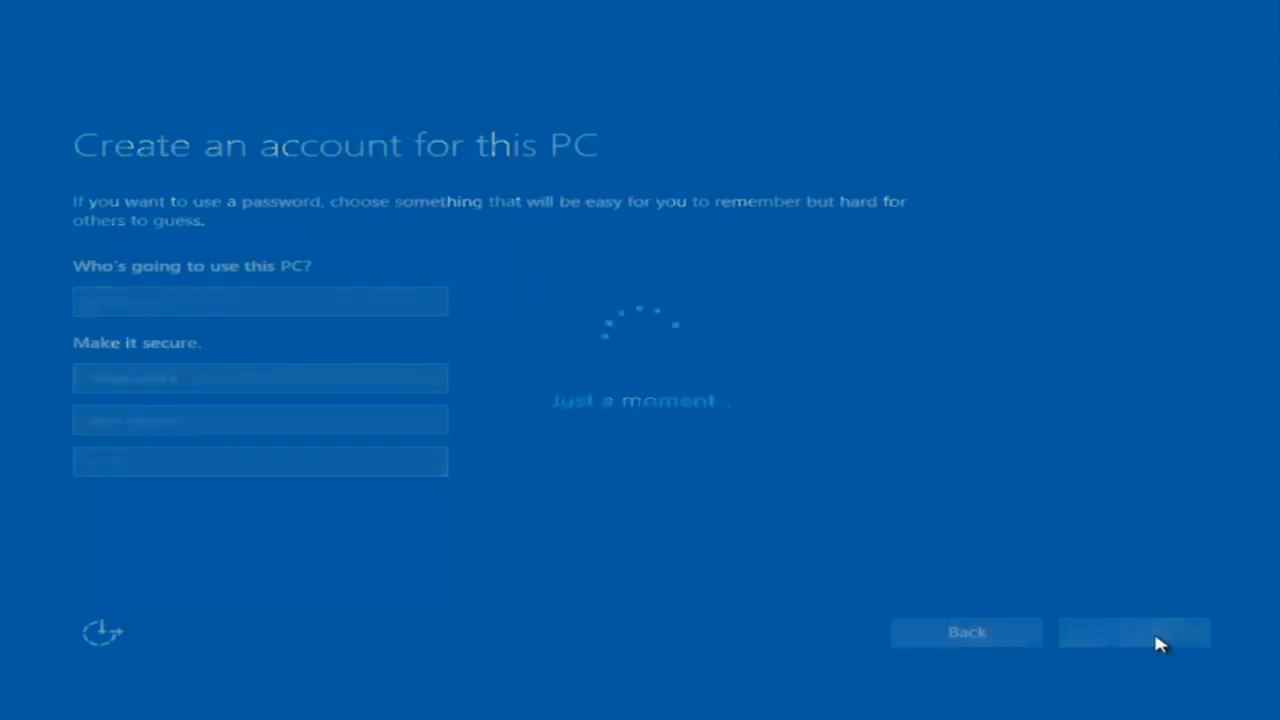 Create an account for this PC
If you want to use a password, choose something that will be easy for you to remember but hard for
others to guess.
Who's going to use this PC?
Make it secure.
Just a moment...
Back